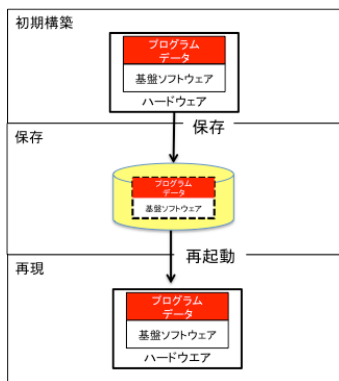 初期構築
プログラム
データ
基盤ソフトウェア
ハードウェア
保存
保存
プログラム
データ
基盤ソフトウェア
再起動
再現
プログラム
データ
基盤ソフトウェア
ハードウエア